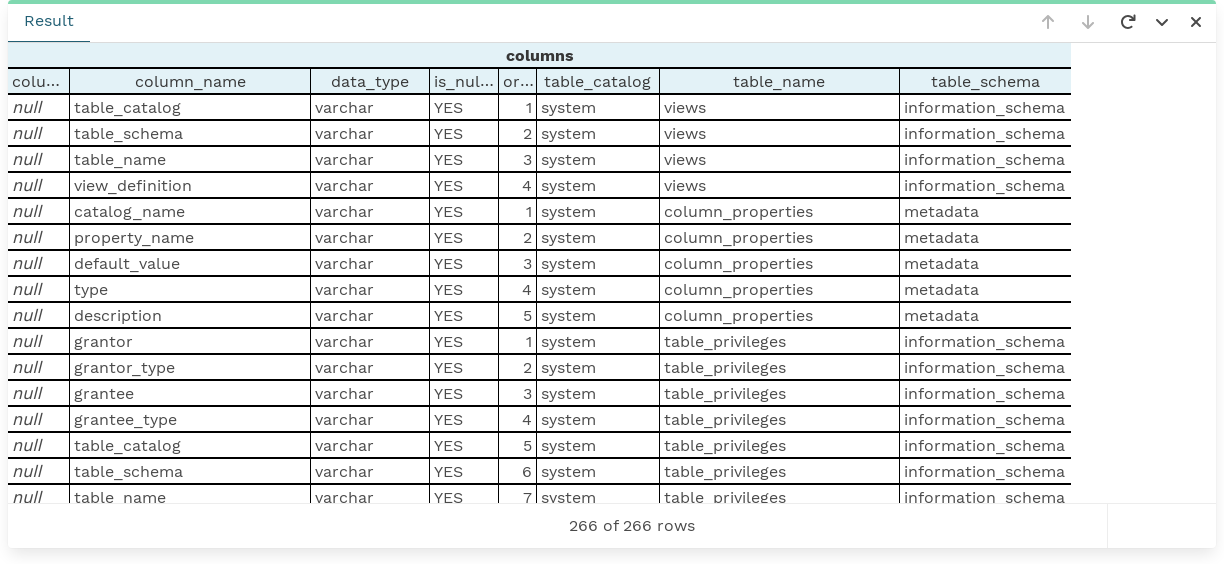 Result
columns
colu... column_name data_type is_nul... or... table_catalog table_name table_schema
null table_catalog varchar YES 1 system views information_schema
null table_schema varchar YES 2 system views information_schema
null table_name varchar YES 3 system views information_schema
null view_definition varchar YES 4 system views information_schema
null catalog_name varchar YES 1 system column_properties metadata
null property_name varchar YES 2 system column_properties metadata
null default_value varchar YES 3 system column_properties metadata
null type varchar YES 4 system column_properties metadata
null description varchar YES 5 system column_properties metadata
null grantor varchar YES 1 system table_privileges information_schema
null grantor_type varchar YES 2 system table_privileges information_schema
null grantee varchar YES 3 system table_privileges information_schema
null grantee_type varchar YES 4 system table_privileges information_schema
null table_catalog varchar YES 5 system table_privileges information_schema
null table_schema varchar YES 6 system table_privileges information_schema
null table_name varchar YES 7 system table_privileges information_schema
266 of 266 rows